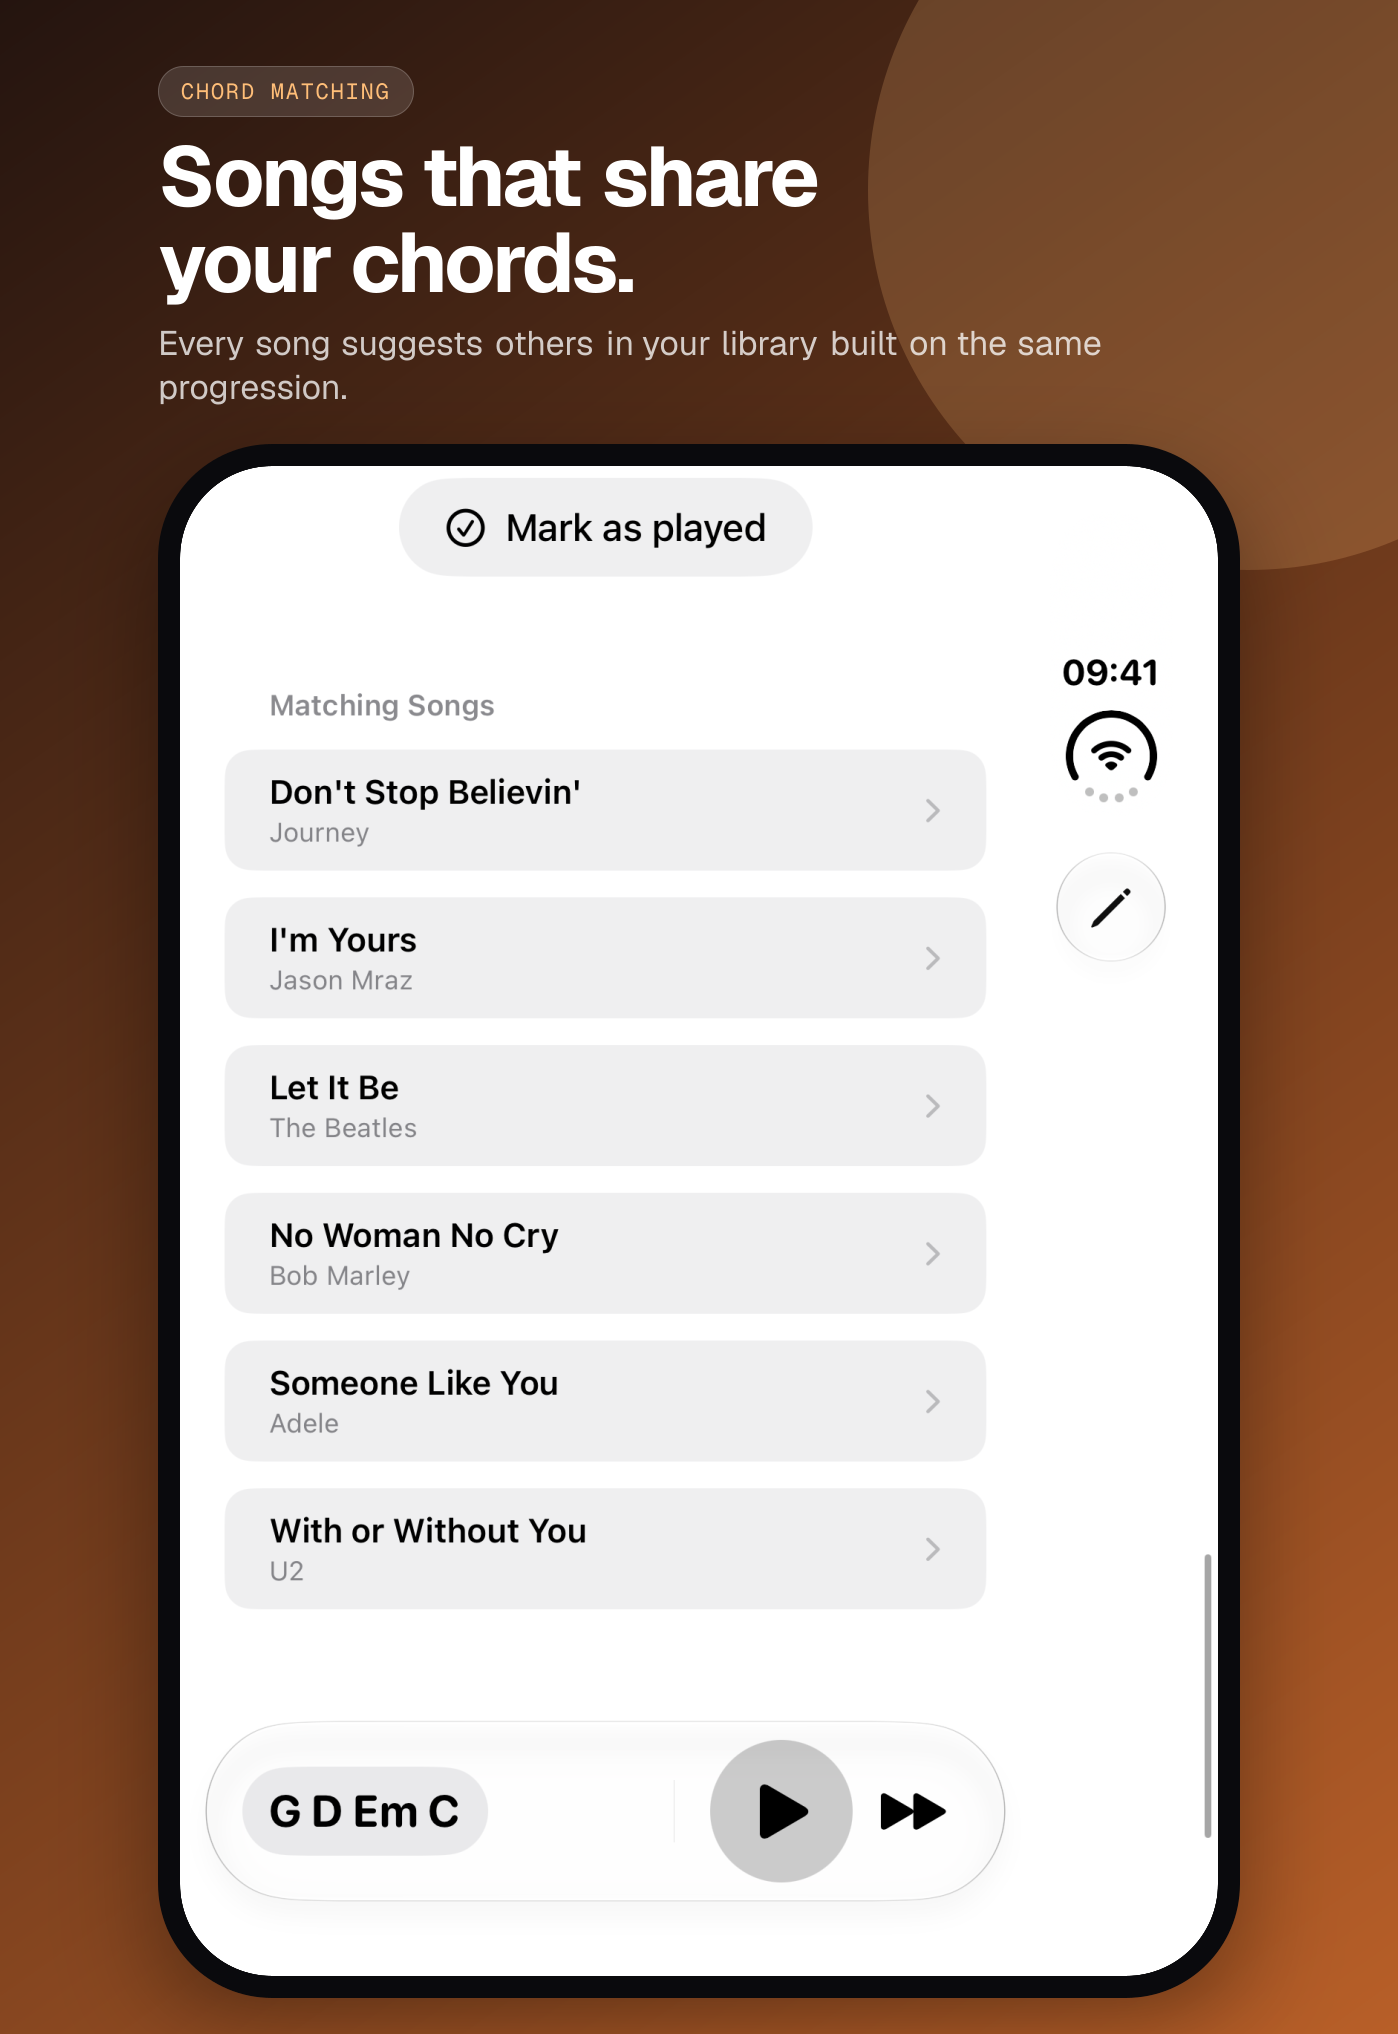 CHORD MATCHING
Songs that share
your chords.
Every song suggests others in your library built on the same
progression.
Mark as played
09:41
Matching Songs
Don't Stop Believin'
Journey
I'm Yours
Jason Mraz
Let It Be
The Beatles
No Woman No Cry
Bob Marley
Someone Like You
Adele
With or Without You
U2
G D Em C